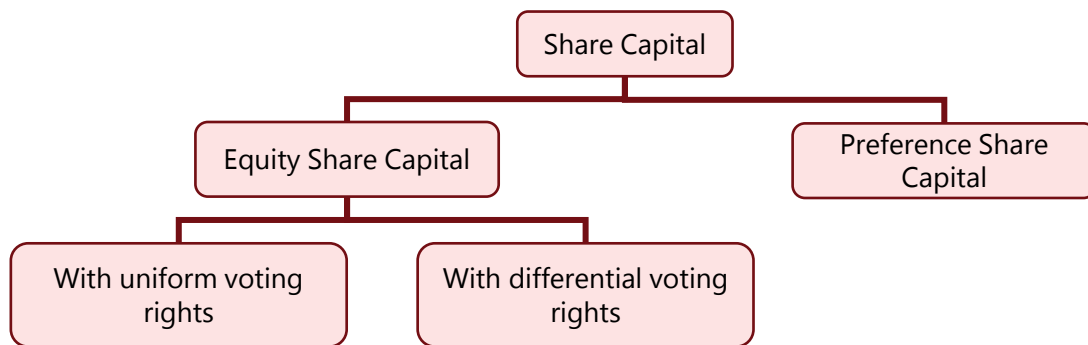 Share Capital
Equity Share Capital
Preference Share
Capital
With uniform voting
rights
With differential voting
rights